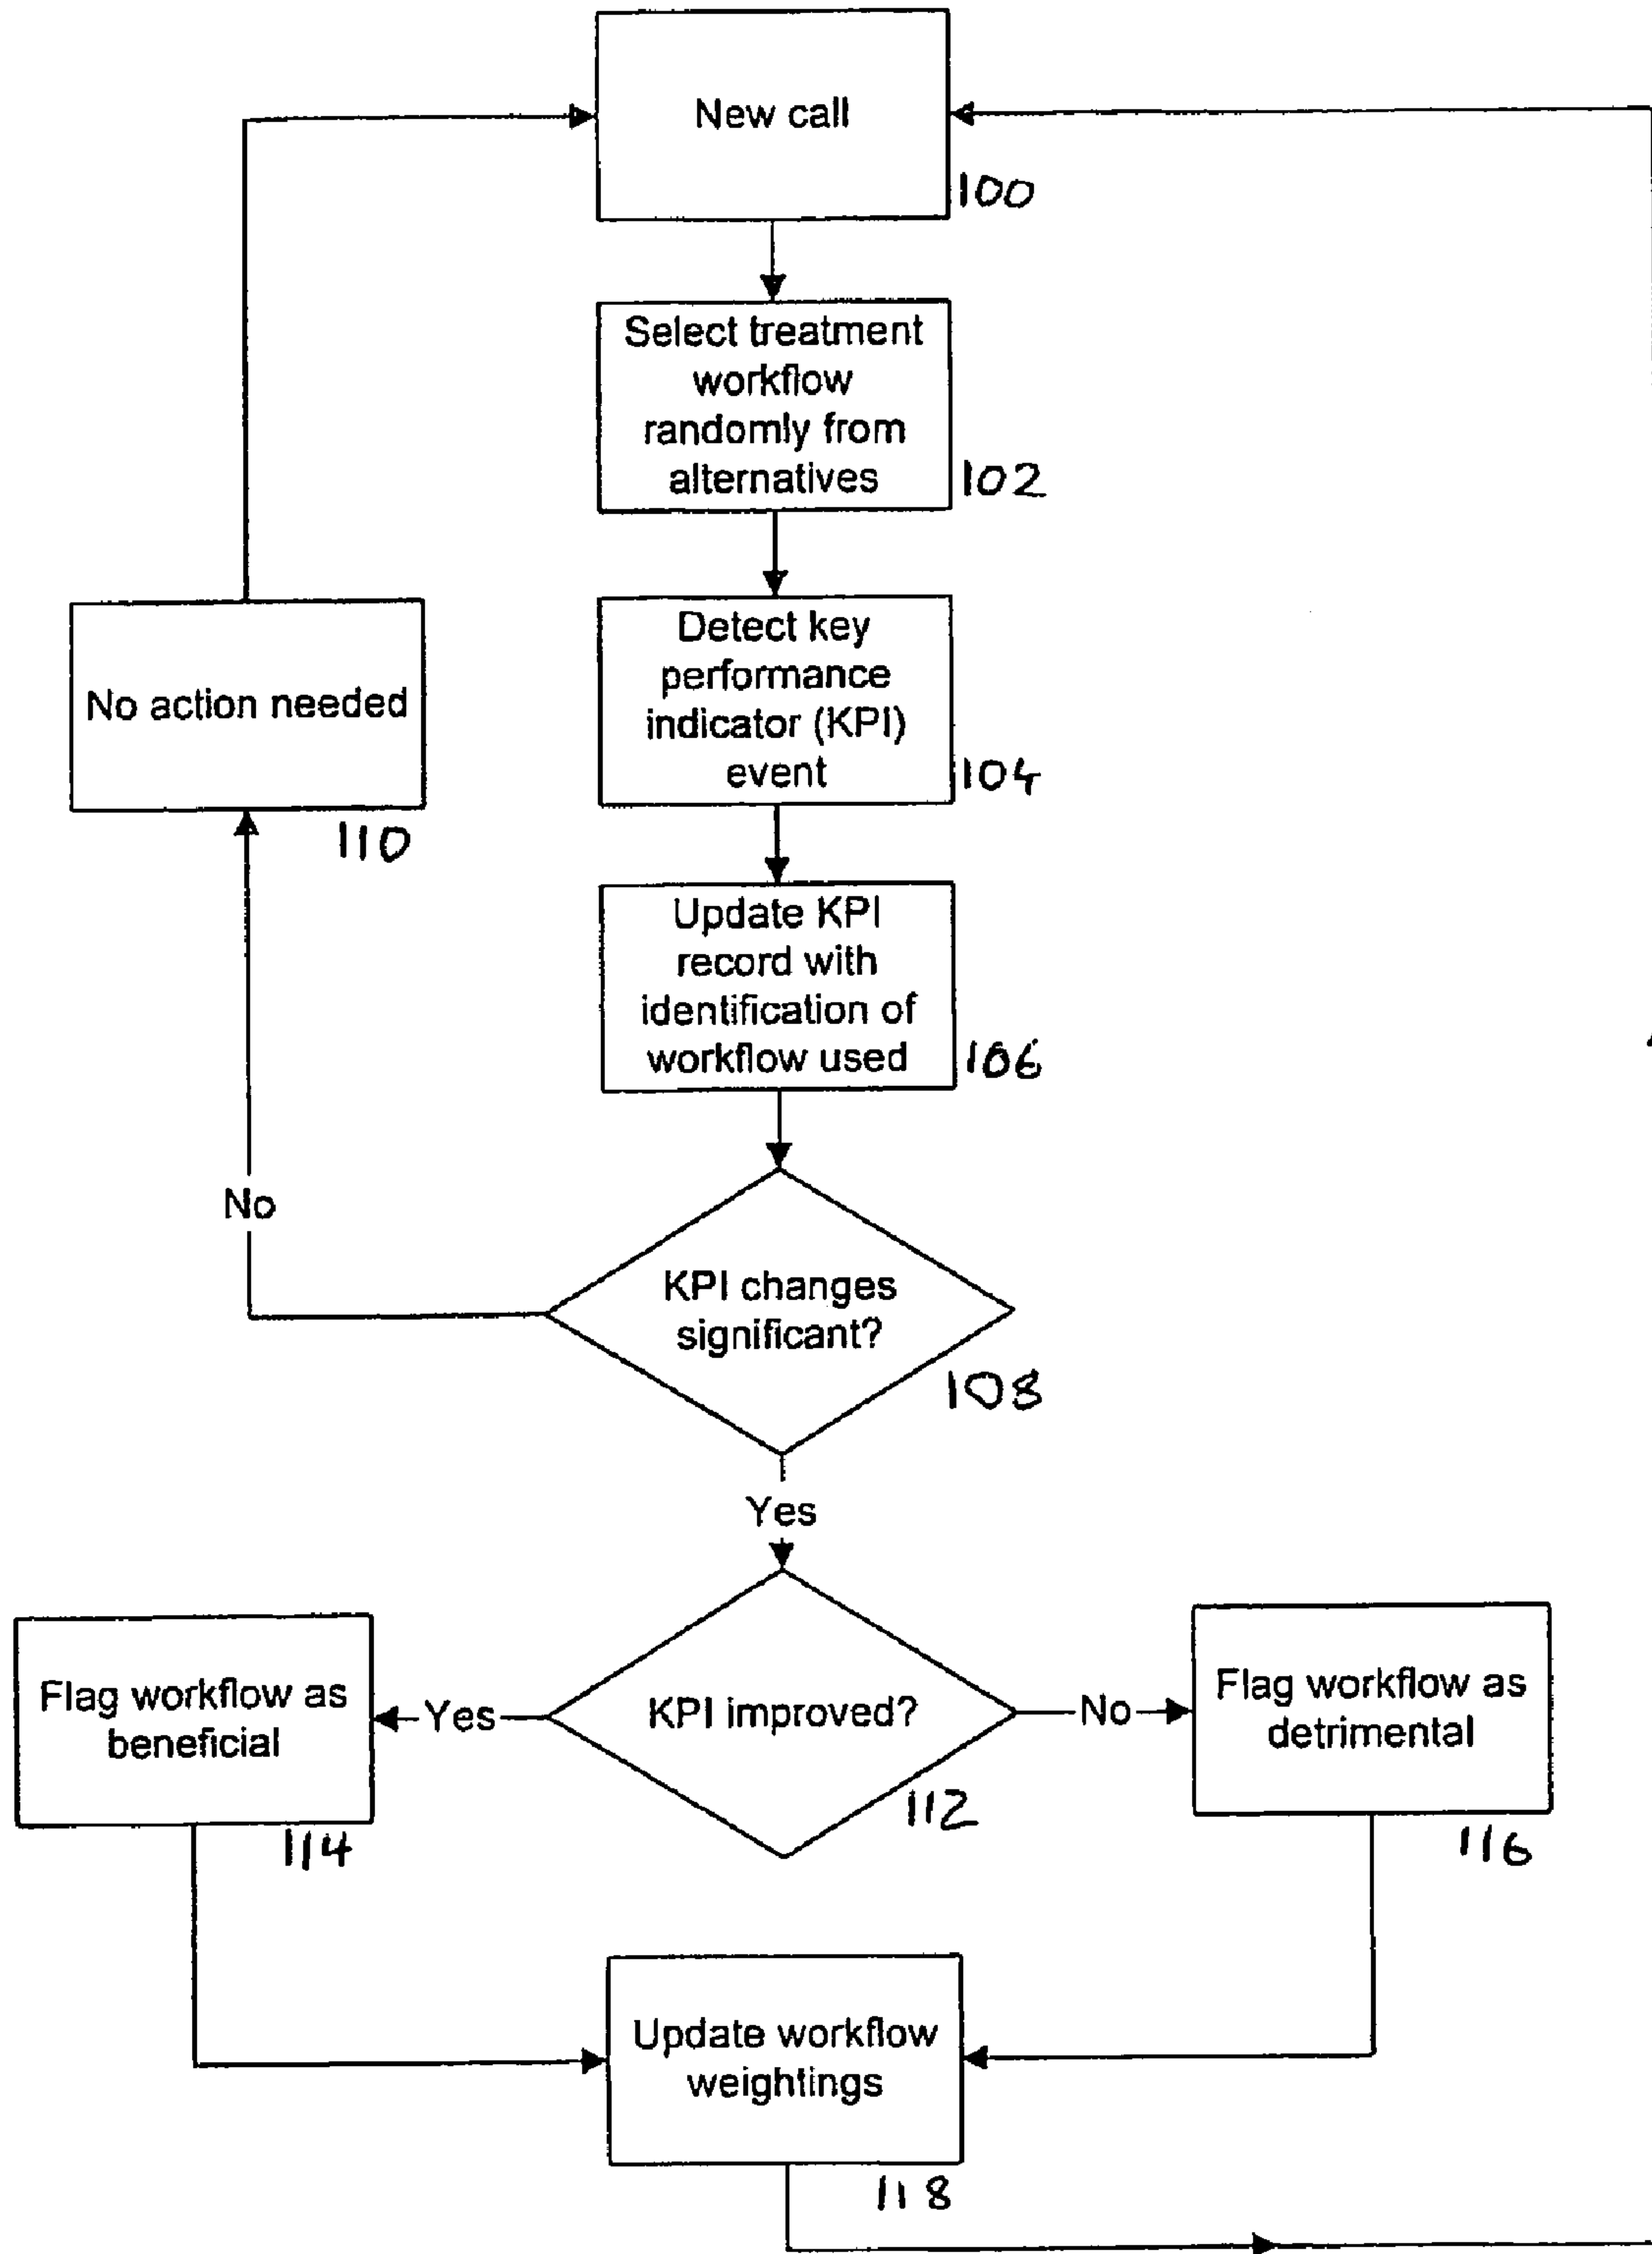 New call
100
Select treatment
workflow
randomly from
alternatives
102
Detect key
performance
indicator (KPI)
event
104
No action needed
110
Update KPI
record with
identification of
workflow used
106
No
KPI changes
significant?
108
Yes
Flag workflow as
beneficial
114
Yes
KPI improved?
112
No
Flag workflow as
detrimental
116
Update workflow
weightings
118